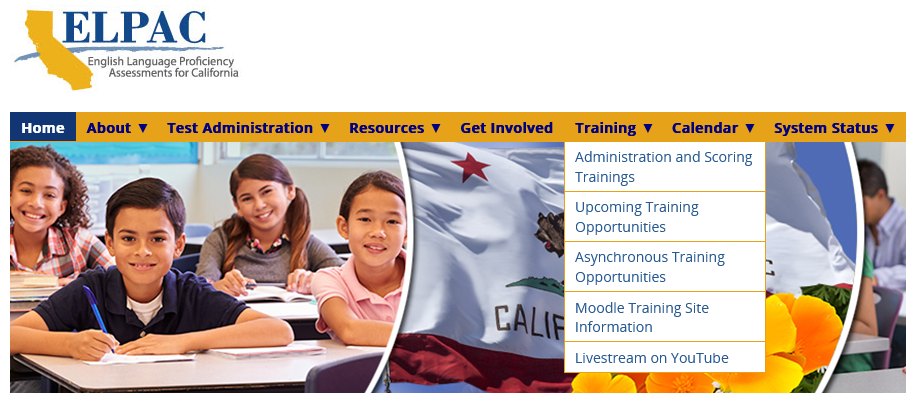 ELPAC
English Language Proficiency
Assessments for California
Home About ▼ Test Administration ▼ Resources ▼ Get Involved Training ▼ Calendar ▼ System Status ▼
Administration and Scoring
Trainings
Upcoming Training
Opportunities
Asynchronous Training
Opportunities
Moodle Training Site
Information
Livestream on YouTube